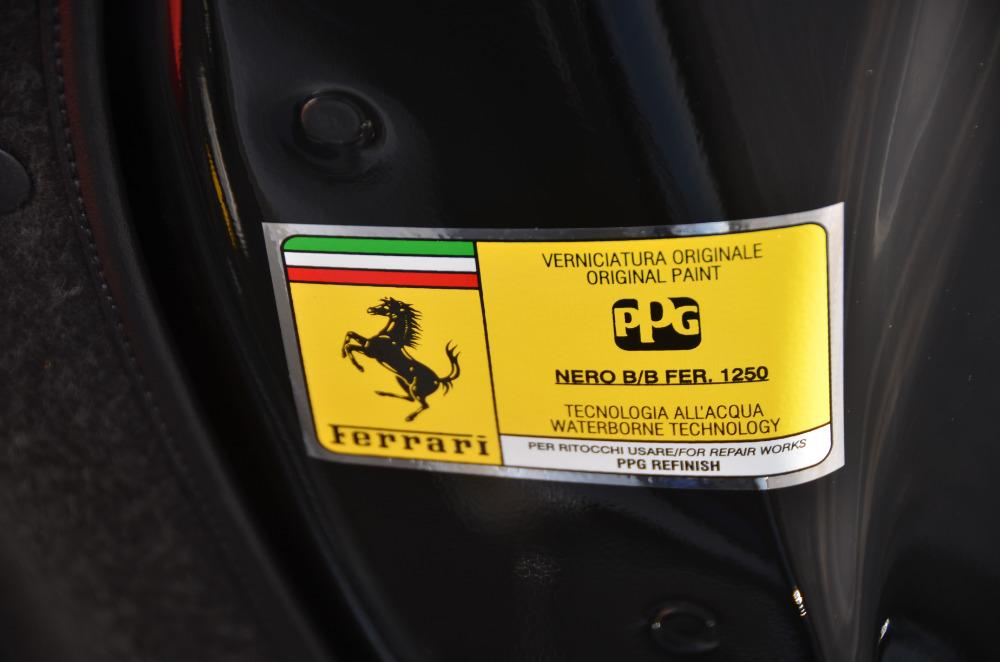 VERNICIATURA ORIGINALE
ORIGINAL PAINT
PPG
NERO B/B FER. 1250
TECNOLOGIA ALL'ACQUA
WATERBORNE TECHNOLOGY
PER RITOCCHI USARE/FOR REPAIR WORKS
PPG REFINISH
Ferrari